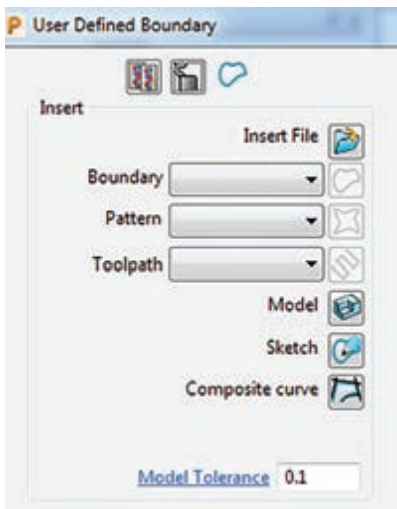 User Defined Boundary
Insert
Insert File
Boundary
Pattern
Toolpath
Model
Sketch
Composite curve
Model Tolerance 0.1